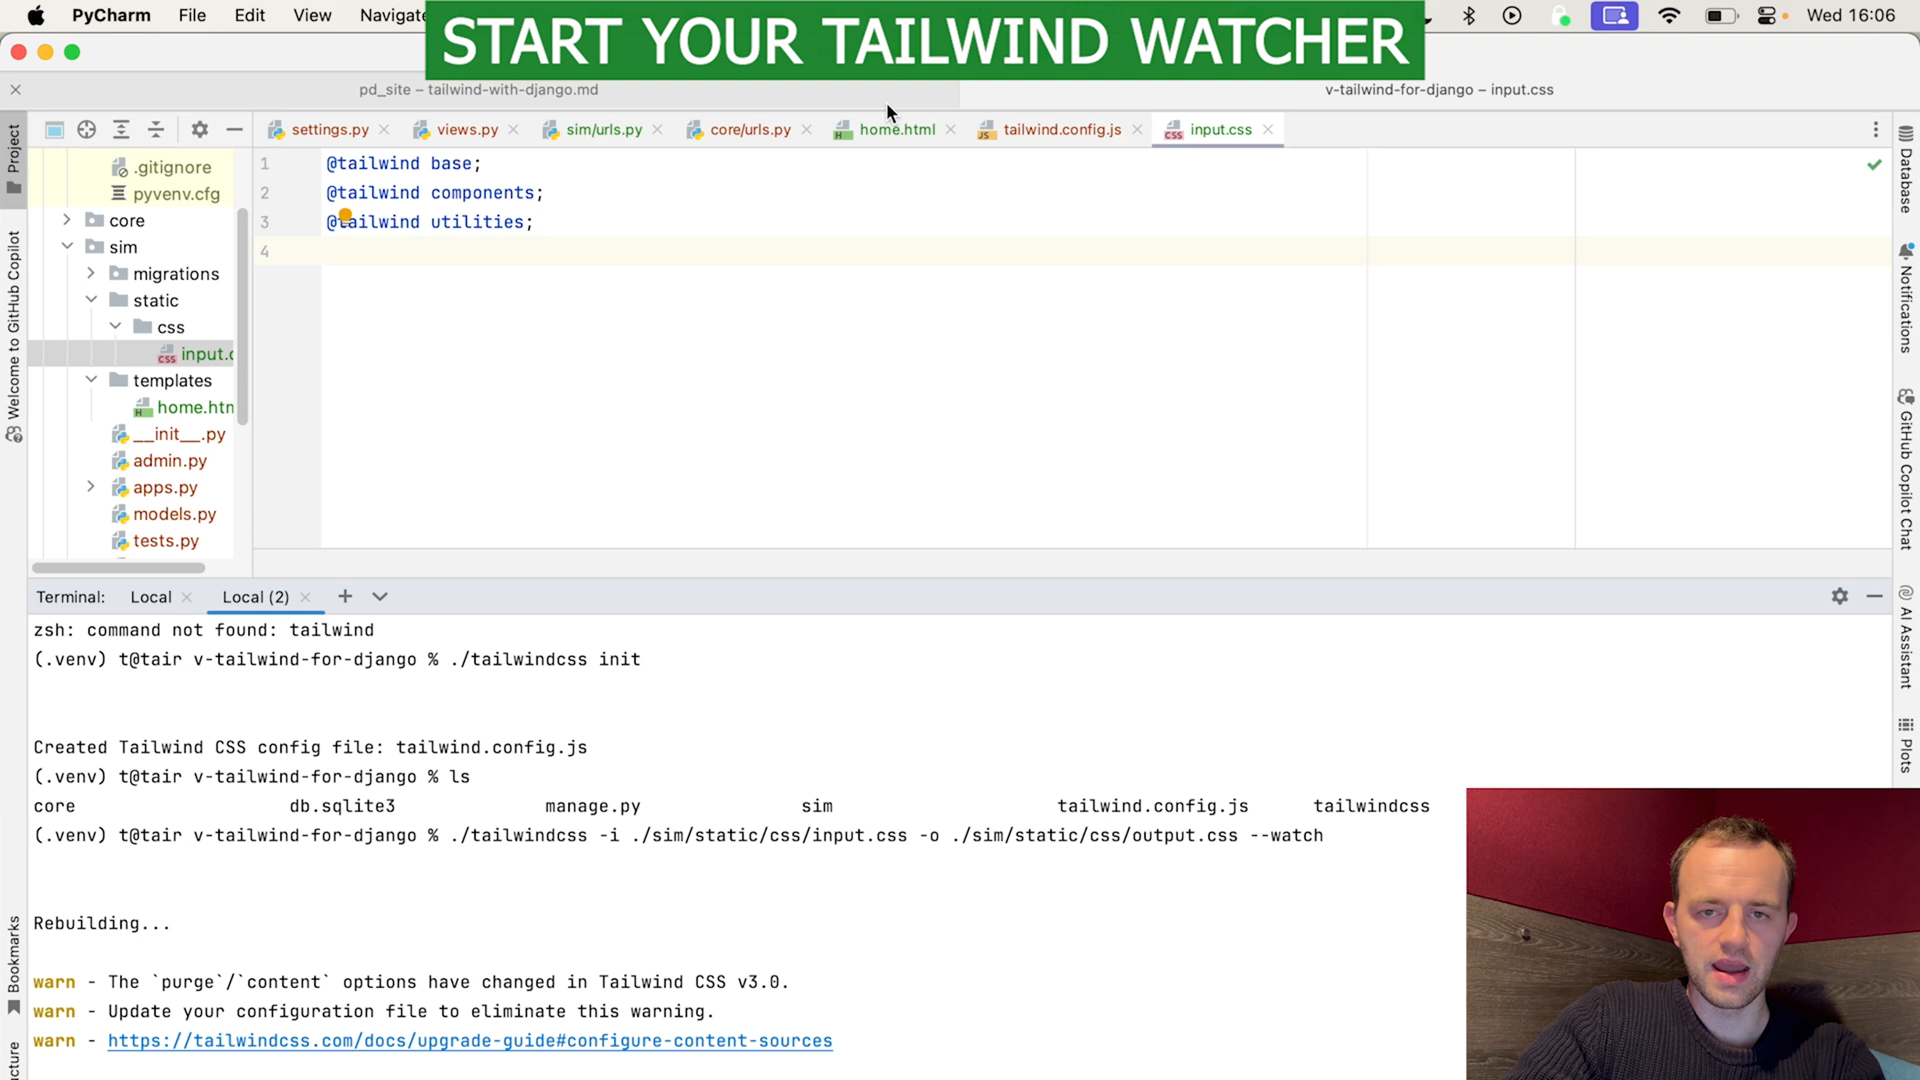 PyCharm File Edit View Navigate
START YOUR TAILWIND WATCHER
Wed 16:06
pd_site – tailwind-with-django.md
v-tailwind-for-django – input.css
Project
settings.py
views.py
sim/urls.py
core/urls.py
home.html
tailwind.config.js
input.css
.gitignore
pyvenv.cfg
core
sim
migrations
static
css
input.c
templates
home.htm
__init__.py
admin.py
apps.py
models.py
tests.py
1 @tailwind base;
2 @tailwind components;
3 @tailwind utilities;
4
Welcome to GitHub Copilot
Bookmarks
cture
Database
Notifications
GitHub Copilot Chat
AI Assistant
Plots
Terminal: Local Local (2)
zsh: command not found: tailwind
(.venv) t@tair v-tailwind-for-django % ./tailwindcss init
Created Tailwind CSS config file: tailwind.config.js
(.venv) t@tair v-tailwind-for-django % ls
core db.sqlite3 manage.py sim tailwind.config.js tailwindcss
(.venv) t@tair v-tailwind-for-django % ./tailwindcss -i ./sim/static/css/input.css -o ./sim/static/css/output.css --watch
Rebuilding...
warn - The `purge`/`content` options have changed in Tailwind CSS v3.0.
warn - Update your configuration file to eliminate this warning.
warn - https://tailwindcss.com/docs/upgrade-guide#configure-content-sources